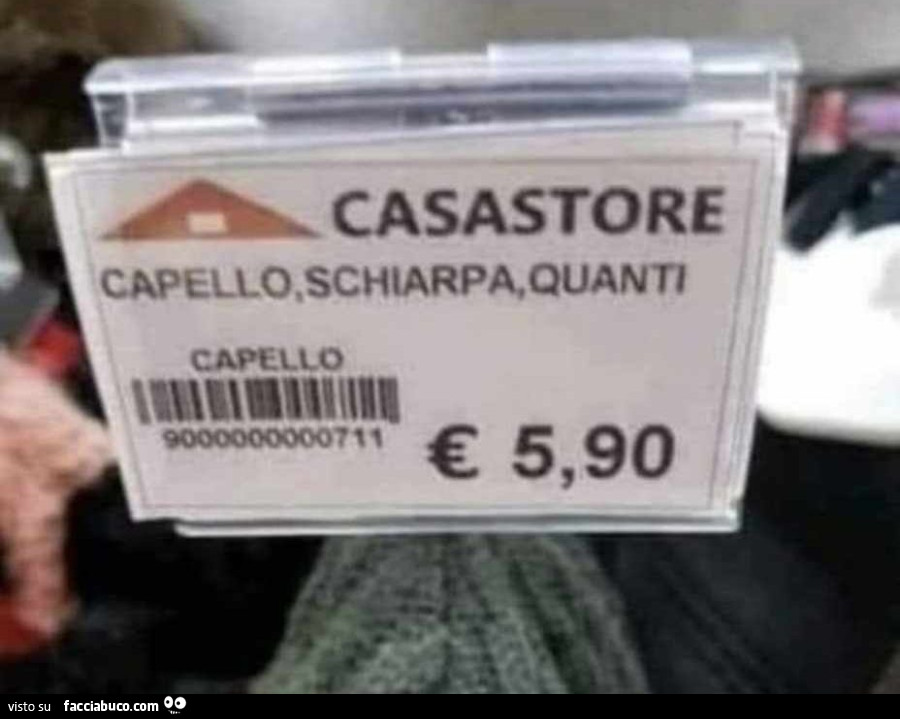 CASASTORE
CAPELLO,SCHIARPA,QUANTI
CAPELLO
9000000000711
€ 5,90
visto su facciabuco.com